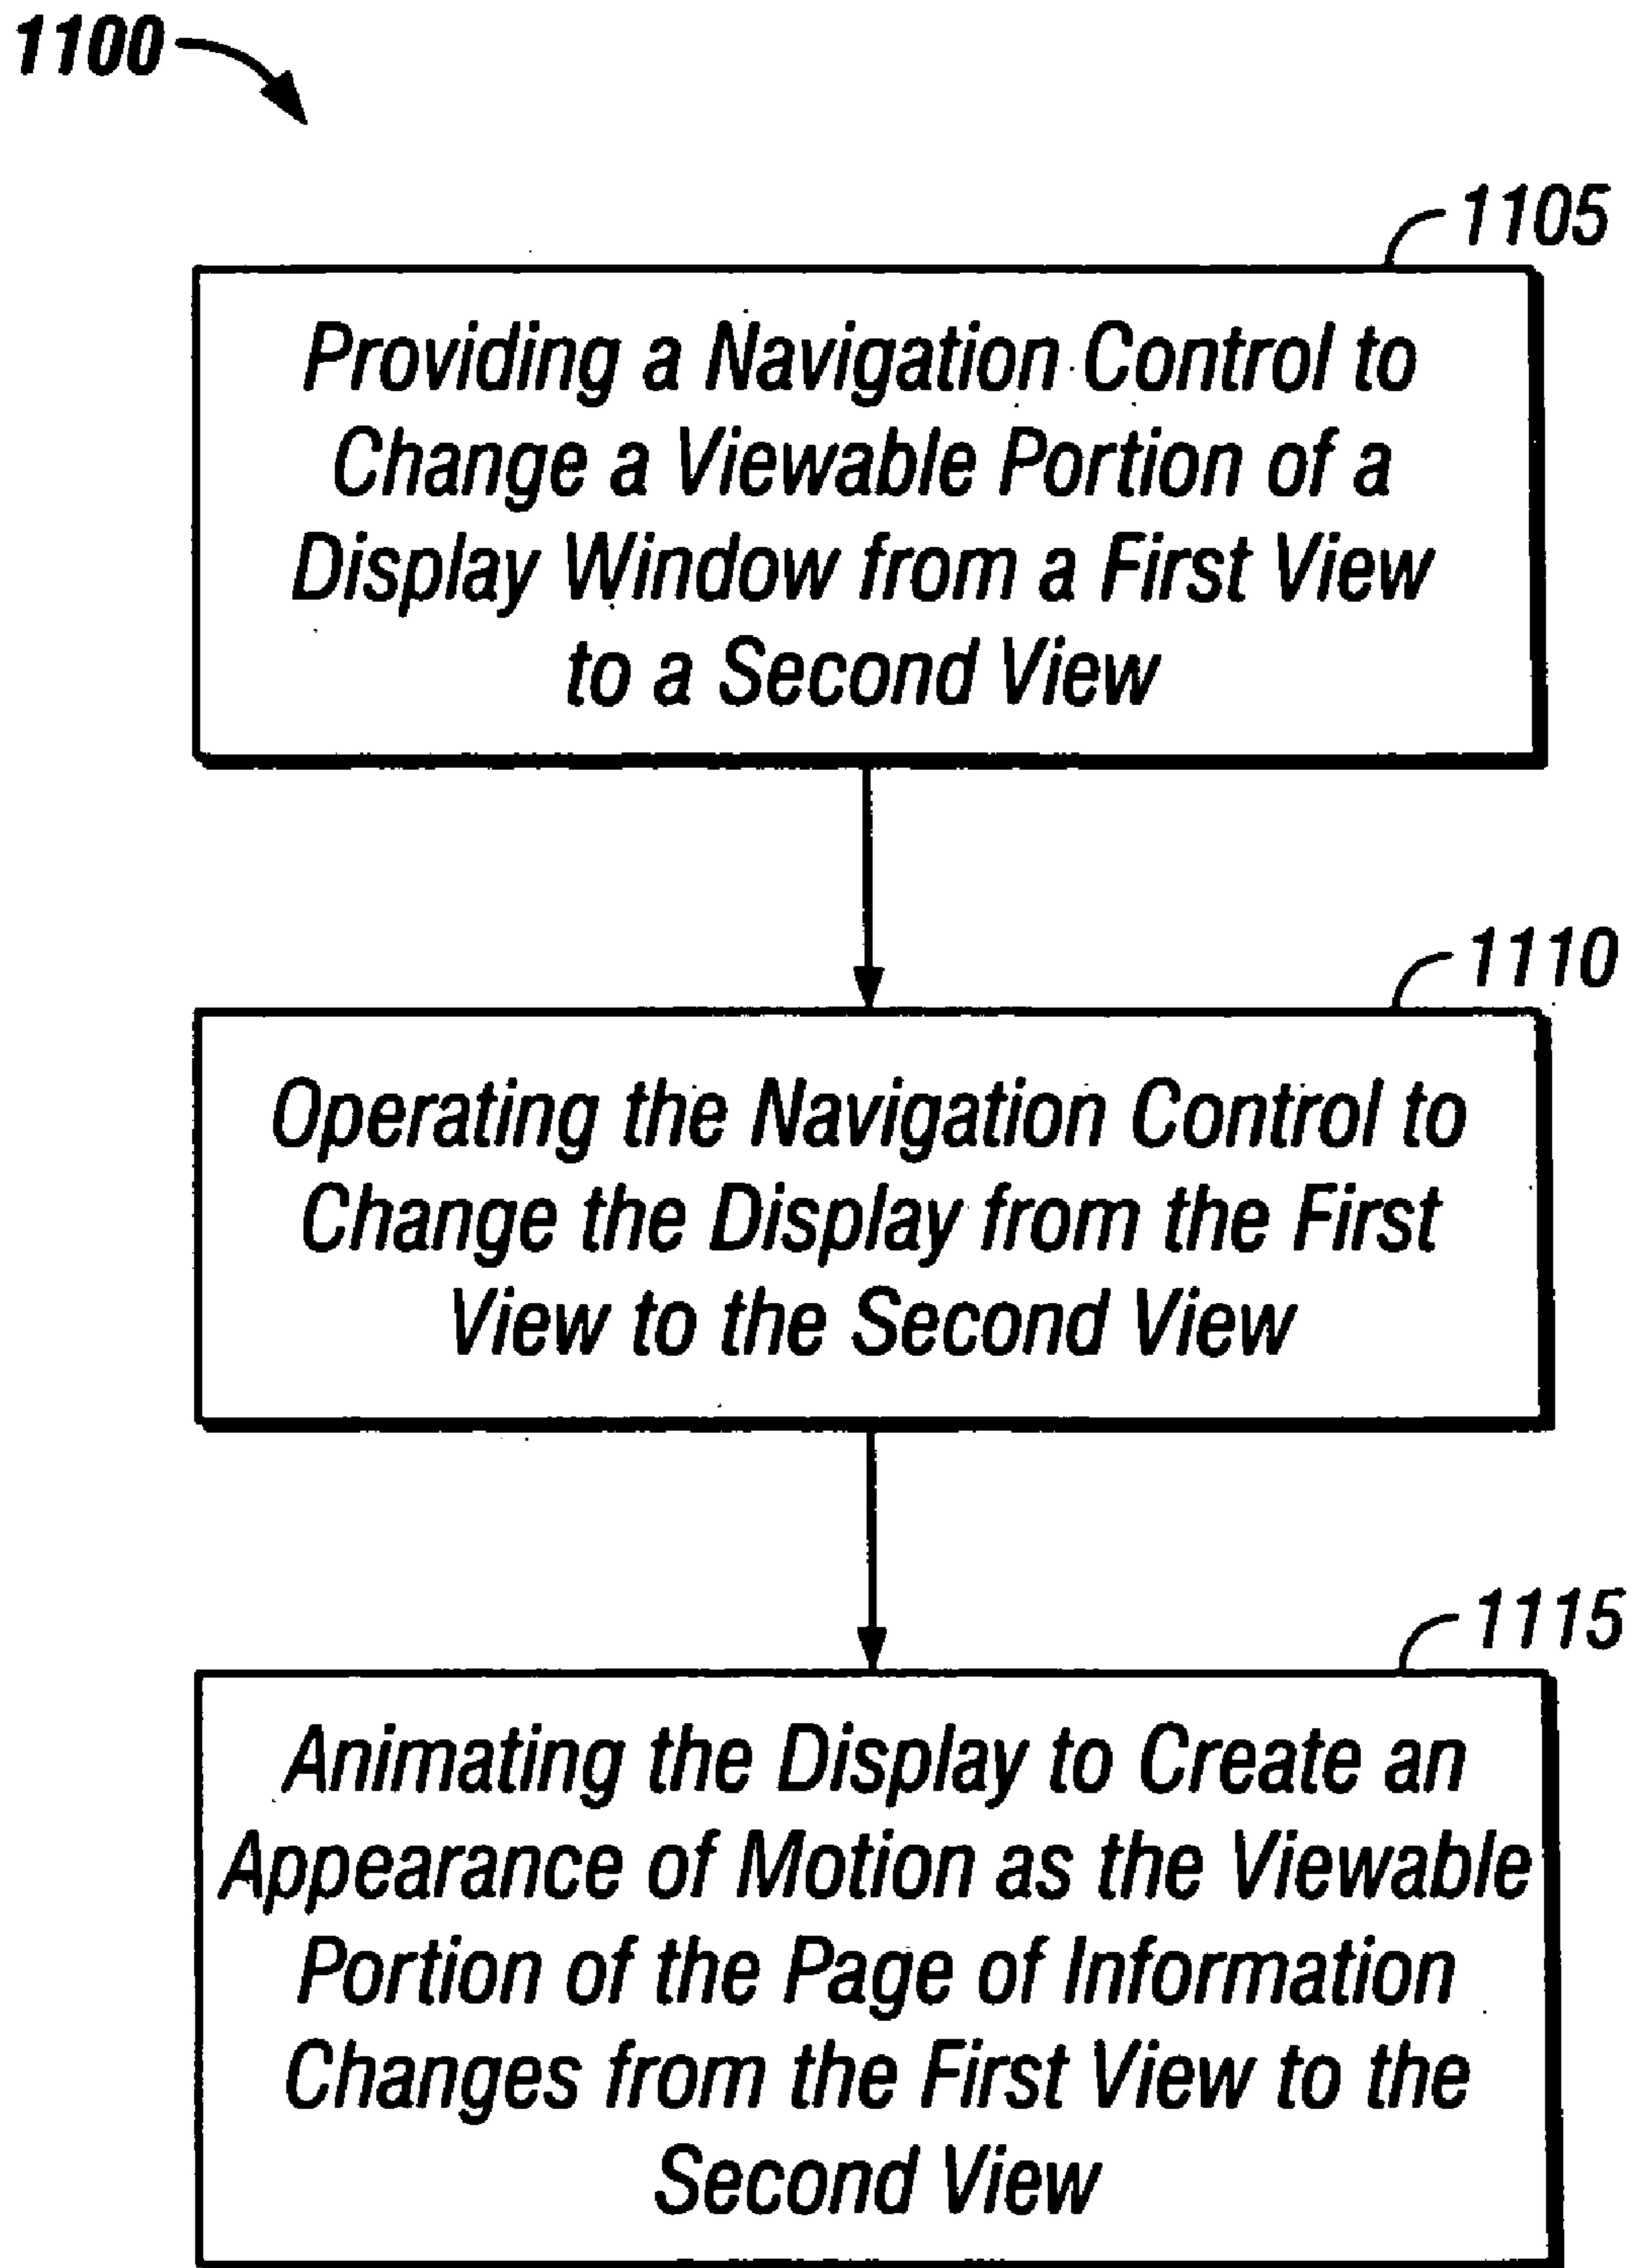 1100
1105
Providing a Navigation Control to
Change a Viewable Portion of a
Display Window from a First View
to a Second View
1110
Operating the Navigation Control to
Change the Display from the First
View to the Second View
1115
Animating the Display to Create an
Appearance of Motion as the Viewable
Portion of the Page of Information
Changes from the First View to the
Second View